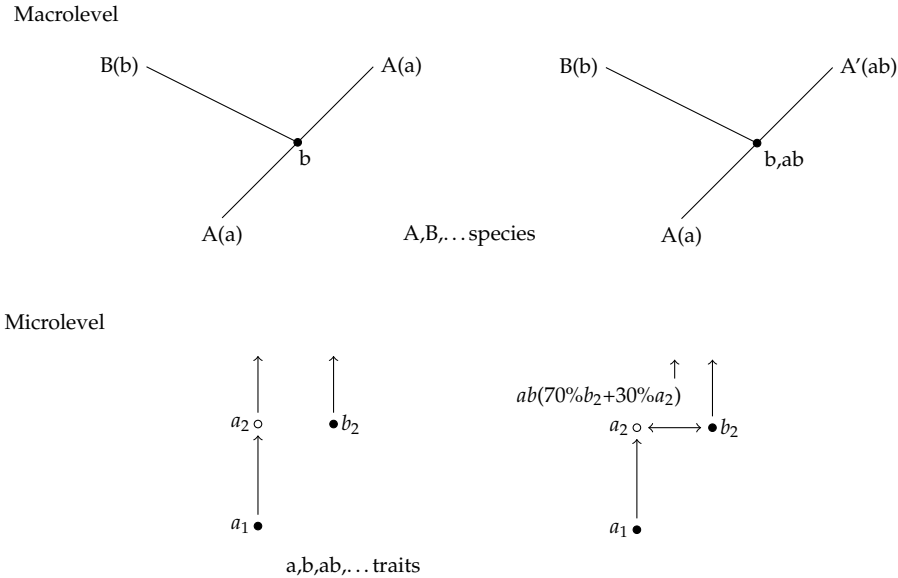 Macrolevel
B(b)
A(a)
B(b)
A’(ab)
b
b,ab
A(a)
A,B,...species
A(a)
Microlevel
ab(70%b₂+30%a₂)
a₂
b₂
a₂
b₂
a₁
a₁
a,b,ab,...traits